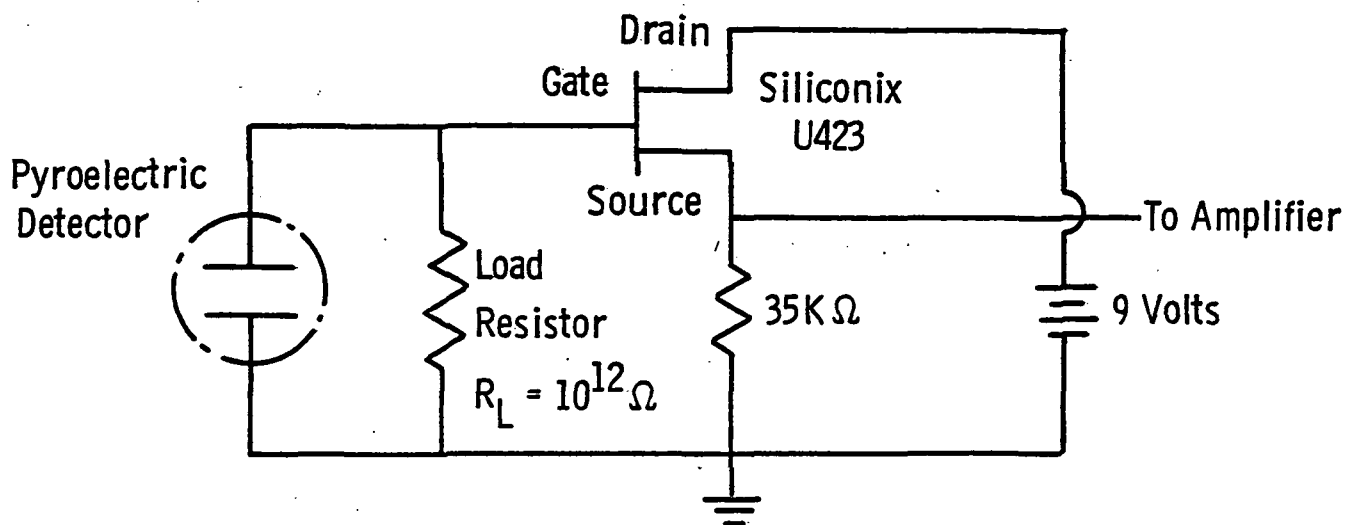 Drain
Gate
Siliconix
U423
Pyroelectric
Detector
Source
To Amplifier
Load
Resistor
R_L = 10^12 Ω
35K Ω
9 Volts